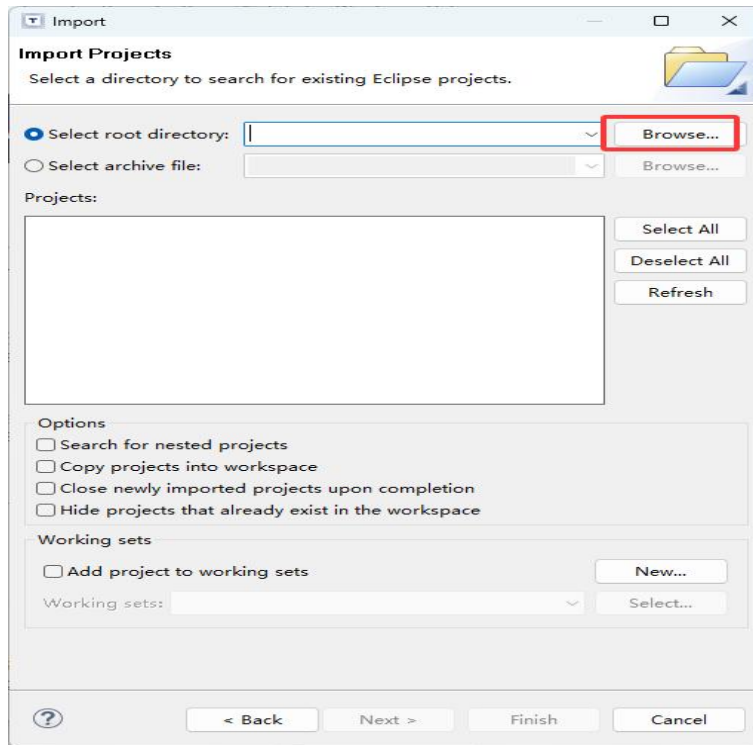 Import
Import Projects
Select a directory to search for existing Eclipse projects.
Select root directory:
Browse...
Select archive file:
Browse...
Projects:
Select All
Deselect All
Refresh
Options
Search for nested projects
Copy projects into workspace
Close newly imported projects upon completion
Hide projects that already exist in the workspace
Working sets
Add project to working sets
New...
Working sets:
Select...
?
< Back
Next >
Finish
Cancel